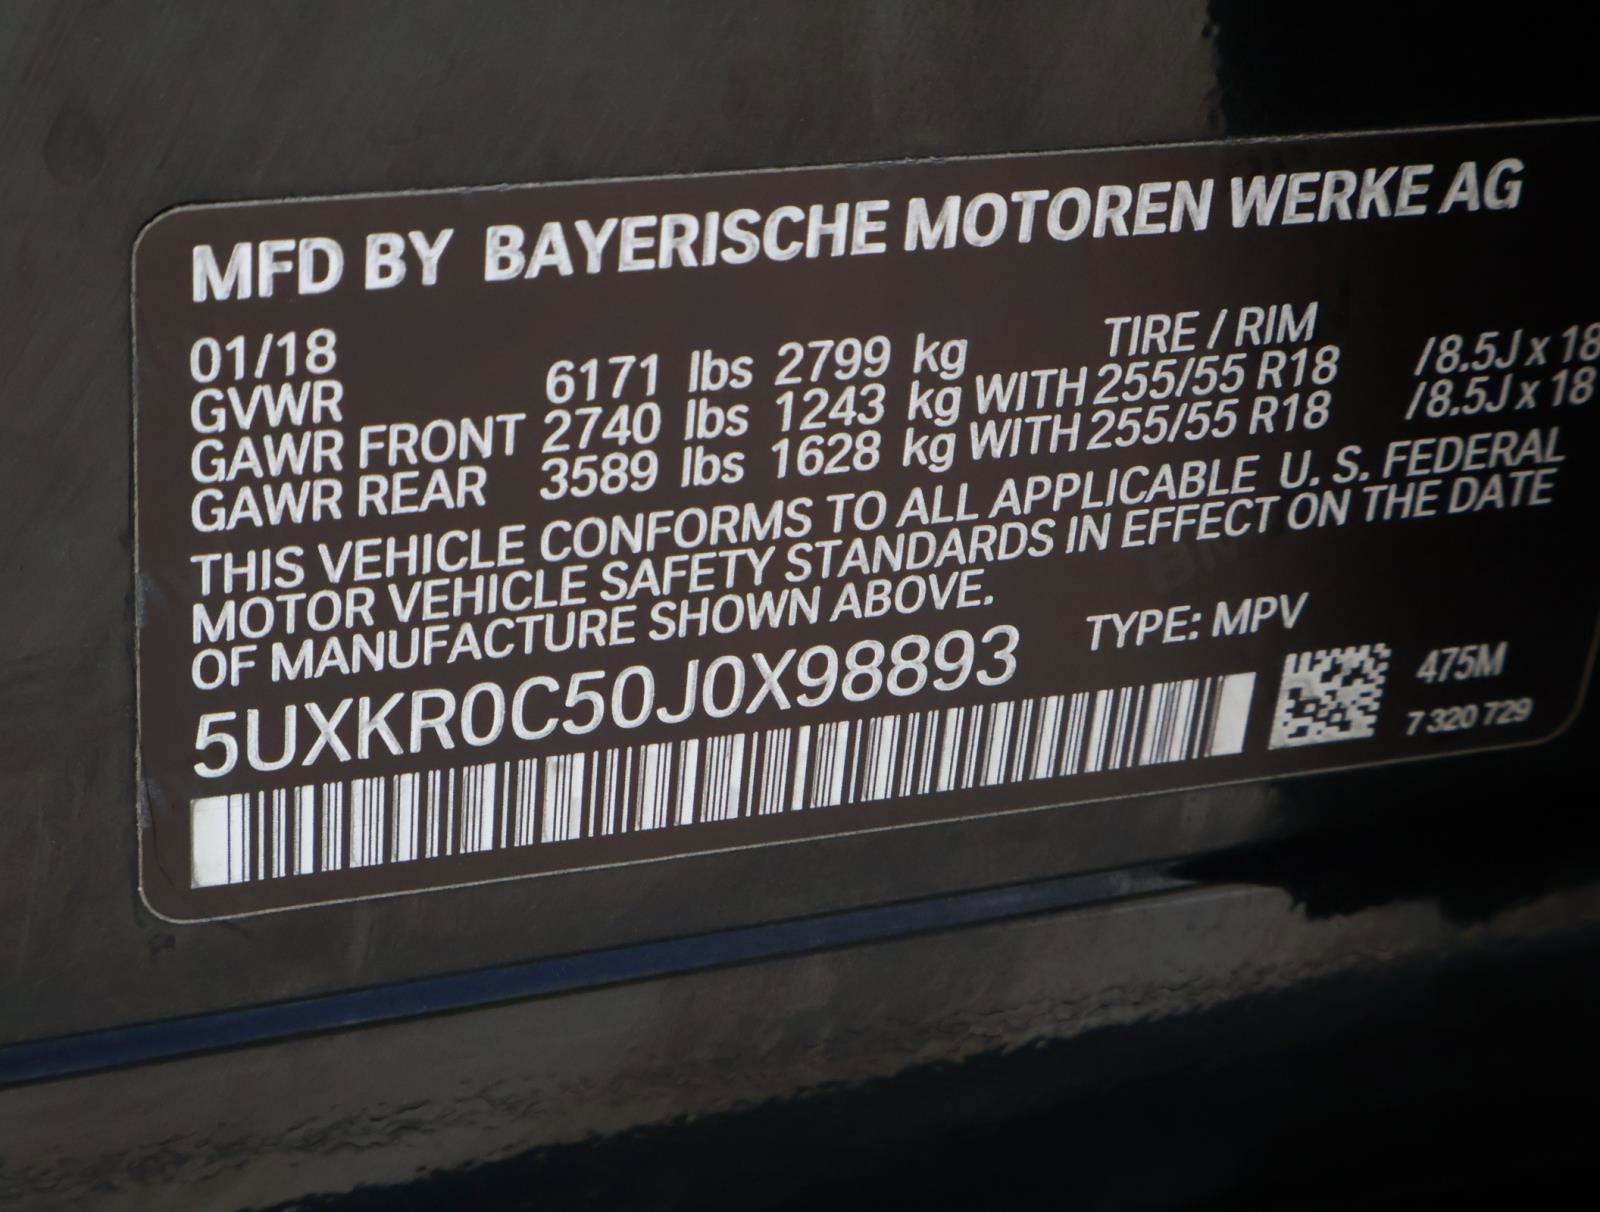 MFD BY BAYERISCHE MOTOREN WERKE AG
01/18 TIRE / RIM
GVWR 6171 lbs 2799 kg
GAWR FRONT 2740 lbs 1243 kg WITH 255/55 R18 /8.5J x 18
GAWR REAR 3589 lbs 1628 kg WITH 255/55 R18 /8.5J x 18
THIS VEHICLE CONFORMS TO ALL APPLICABLE U. S. FEDERAL
MOTOR VEHICLE SAFETY STANDARDS IN EFFECT ON THE DATE
OF MANUFACTURE SHOWN ABOVE.
5UXKR0C50J0X98893 TYPE: MPV
475M
7 320 729